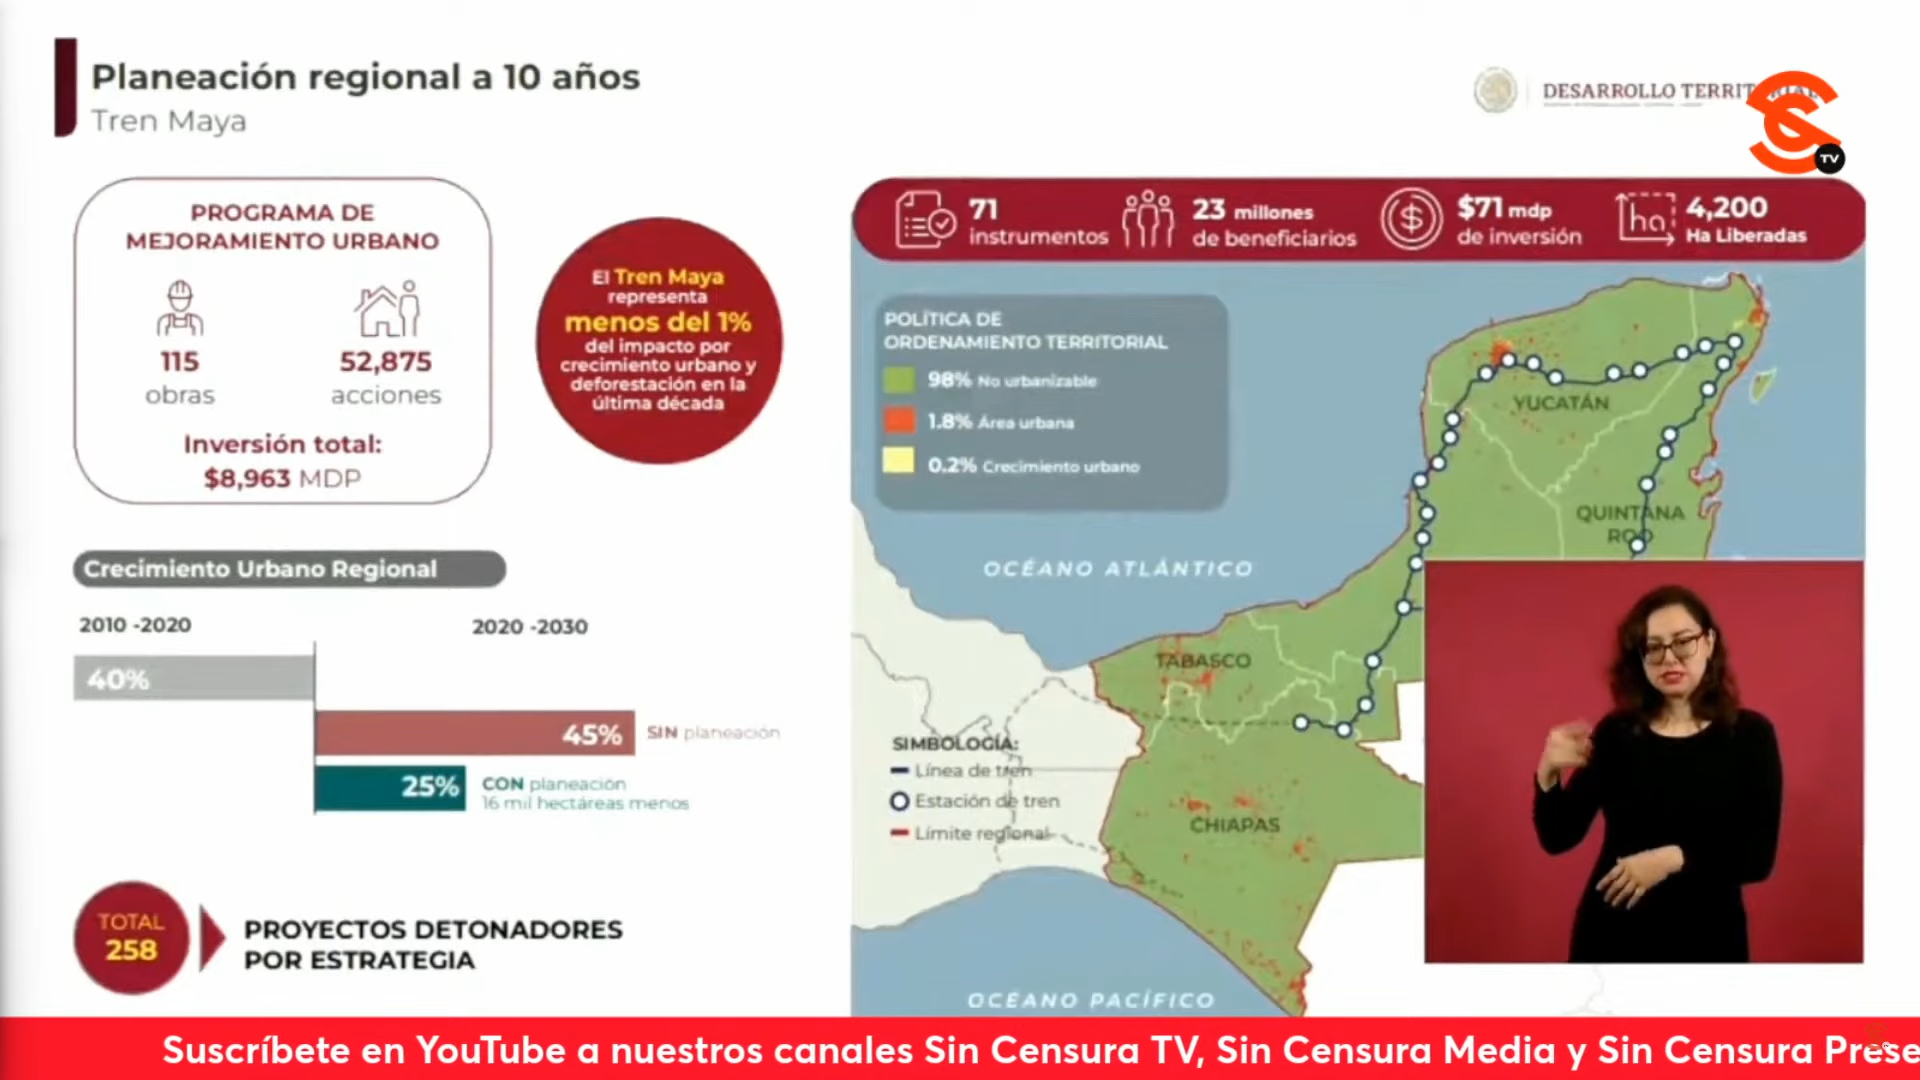 Planeación regional a 10 años
Tren Maya
DESARROLLO
TV
PROGRAMA DE
MEJORAMIENTO URBANO
115
obras
52,875
acciones
Inversión total:
$8,963 MDP
El Tren Maya
representa
menos del 1%
del impacto por
crecimiento urbano y
deforestación en la
última década
71
instrumentos
23 millones
de beneficiarios
$71 mdp
de inversión
ha
4,200
Ha Liberadas
POLÍTICA DE
ORDENAMIENTO TERRITORIAL
98% No urbanizable
1.8% Área urbana
0.2% Crecimiento urbano
YUCATÁN
QUINTANA
ROO
OCÉANO ATLÁNTICO
TABASCO
CHIAPAS
SIMBOLOGÍA:
Línea de tren
Estación de tren
Límite regional
OCÉANO PACÍFICO
Crecimiento Urbano Regional
2010 -2020
2020 -2030
40%
45% SIN planeación
25% CON planeación
16 mil hectáreas menos
TOTAL
258
PROYECTOS DETONADORES
POR ESTRATEGIA
Suscríbete en YouTube a nuestros canales Sin Censura TV, Sin Censura Media y Sin Censura Prese